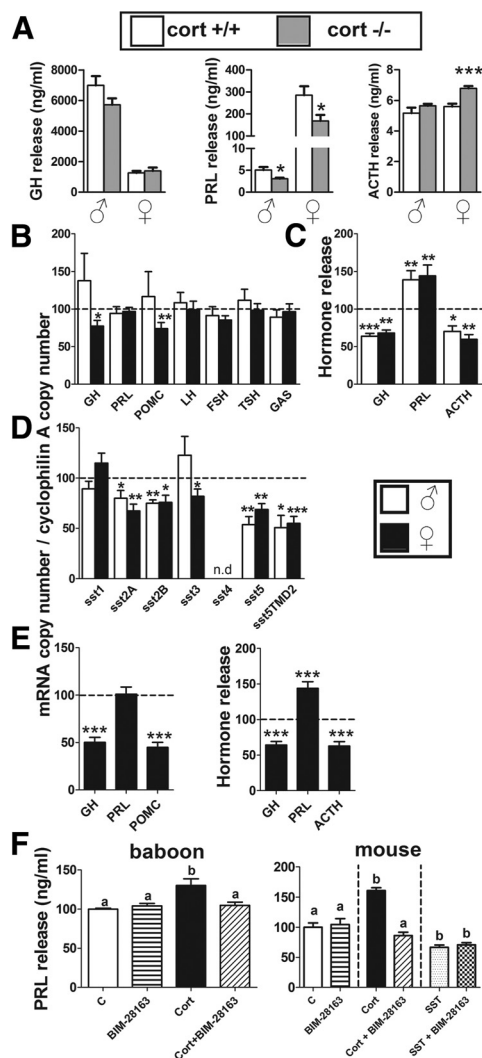 A
cort +/+ cort -/-
GH release (ng/ml)
8000
6000
4000
2000
0
♂ ♀
PRL release (ng/ml)
400
300
200
100
10
5
0
*
*
♂ ♀
ACTH release (ng/ml)
8
6
4
2
0
***
♂ ♀
B
mRNA copy number / cyclophilin A copy number
200
150
100
50
0
* **
GH PRL POMC LH FSH TSH GAS
C
Hormone release
200
150
100
50
0
*** ** ** ** * **
GH PRL ACTH
D
150
100
50
0
* ** ** * * n.d ** ** * ***
sst1 sst2A sst2B sst3 sst4 sst5 sst5TMD2
♂
♀
E
150
100
50
0
*** ***
GH PRL POMC
Hormone release
200
150
100
50
0
*** *** ***
GH PRL ACTH
F
baboon
PRL release (ng/ml)
200
150
100
50
0
a a b a
C BIM-28163 Cort Cort+BIM-28163
mouse
200
150
100
50
0
a a b a b b
C BIM-28163 Cort Cort + BIM-28163 SST SST + BIM-28163